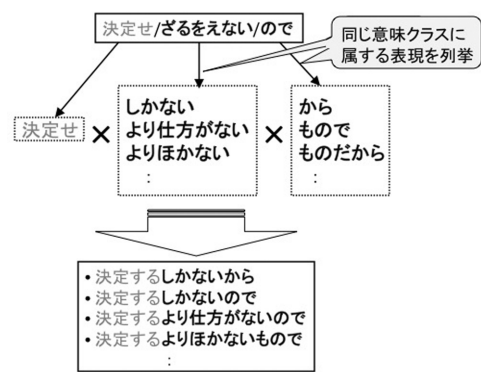 決定せ/ざるをえない/ので
同じ意味クラスに
属する表現を列挙
決定せ
×
しかない
より仕方がない
よりほかない
:
×
から
もので
ものだから
:
• 決定するしかないから
• 決定するしかないので
• 決定するより仕方がないので
• 決定するよりほかないもので
: